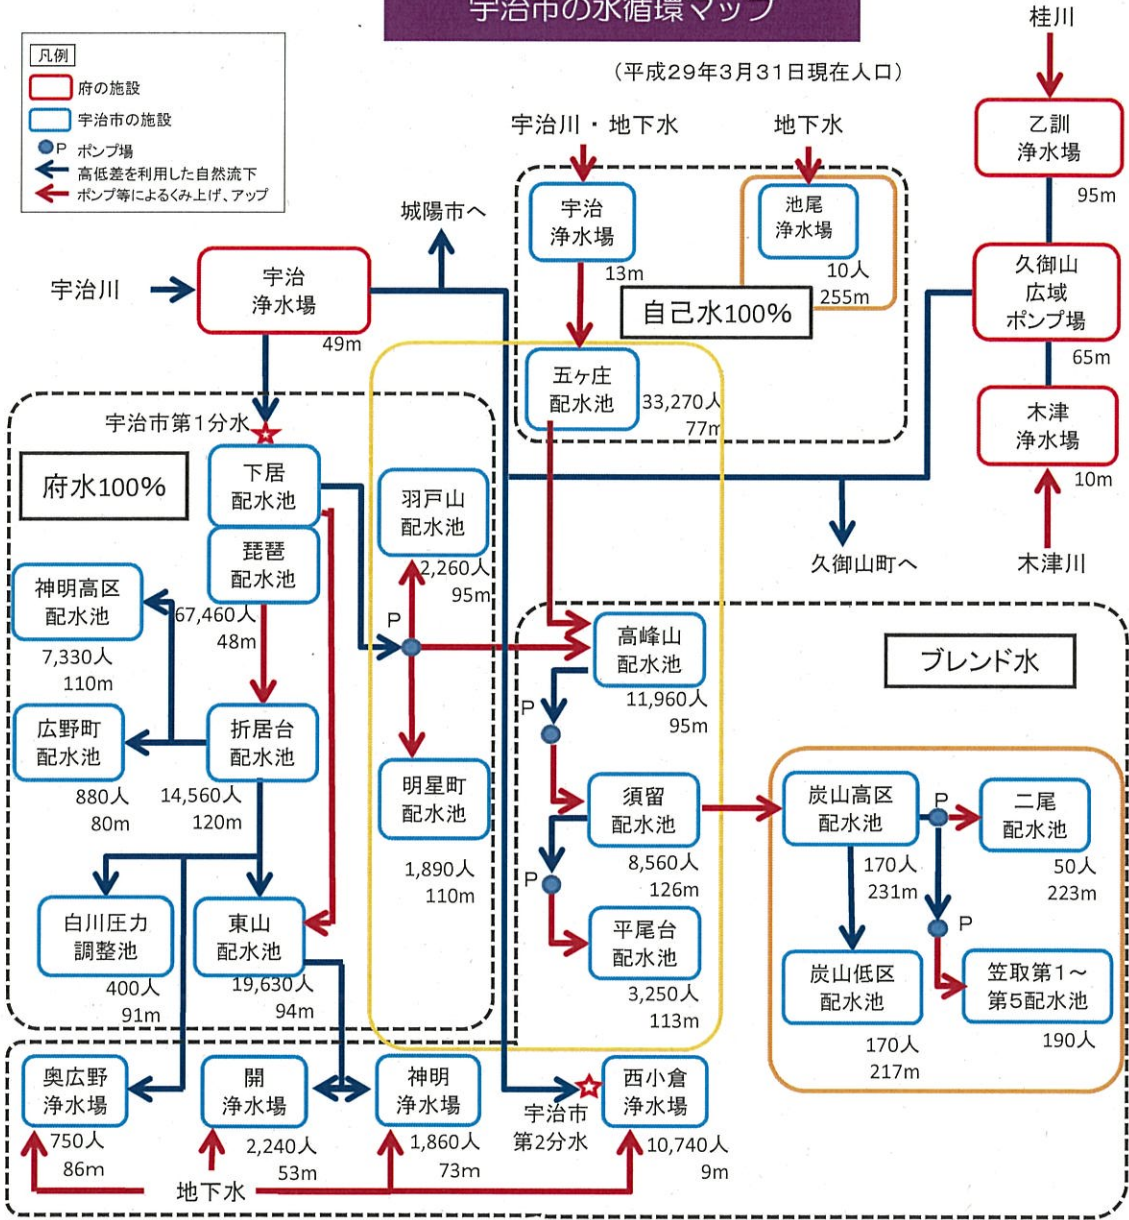 宇治市の水循環マップ
(平成29年3月31日現在人口)
凡例
府の施設
宇治市の施設
P ポンプ場
高低差を利用した自然流下
ポンプ等によるくみ上げ、アップ
桂川
乙訓
浄水場
95m
久御山
広域
ポンプ場
65m
木津
浄水場
10m
木津川
宇治川・地下水
地下水
宇治
浄水場
13m
池尾
浄水場
10人
255m
自己水100%
五ヶ庄
配水池
33,270人
77m
城陽市へ
宇治川
宇治
浄水場
49m
久御山町へ
宇治市第1分水
府水100%
下居
配水池
琵琶
配水池
67,460人
48m
神明高区
配水池
7,330人
110m
広野町
配水池
880人
80m
折居台
配水池
14,560人
120m
白川圧力
調整池
400人
91m
東山
配水池
19,630人
94m
羽戸山
配水池
2,260人
95m
P
明星町
配水池
1,890人
110m
ブレンド水
高峰山
配水池
11,960人
95m
P
須留
配水池
8,560人
126m
P
平尾台
配水池
3,250人
113m
炭山高区
配水池
170人
231m
P
二尾
配水池
50人
223m
P
炭山低区
配水池
170人
217m
笠取第1～
第5配水池
190人
奥広野
浄水場
750人
86m
開
浄水場
2,240人
53m
神明
浄水場
1,860人
73m
宇治市
第2分水
西小倉
浄水場
10,740人
9m
地下水